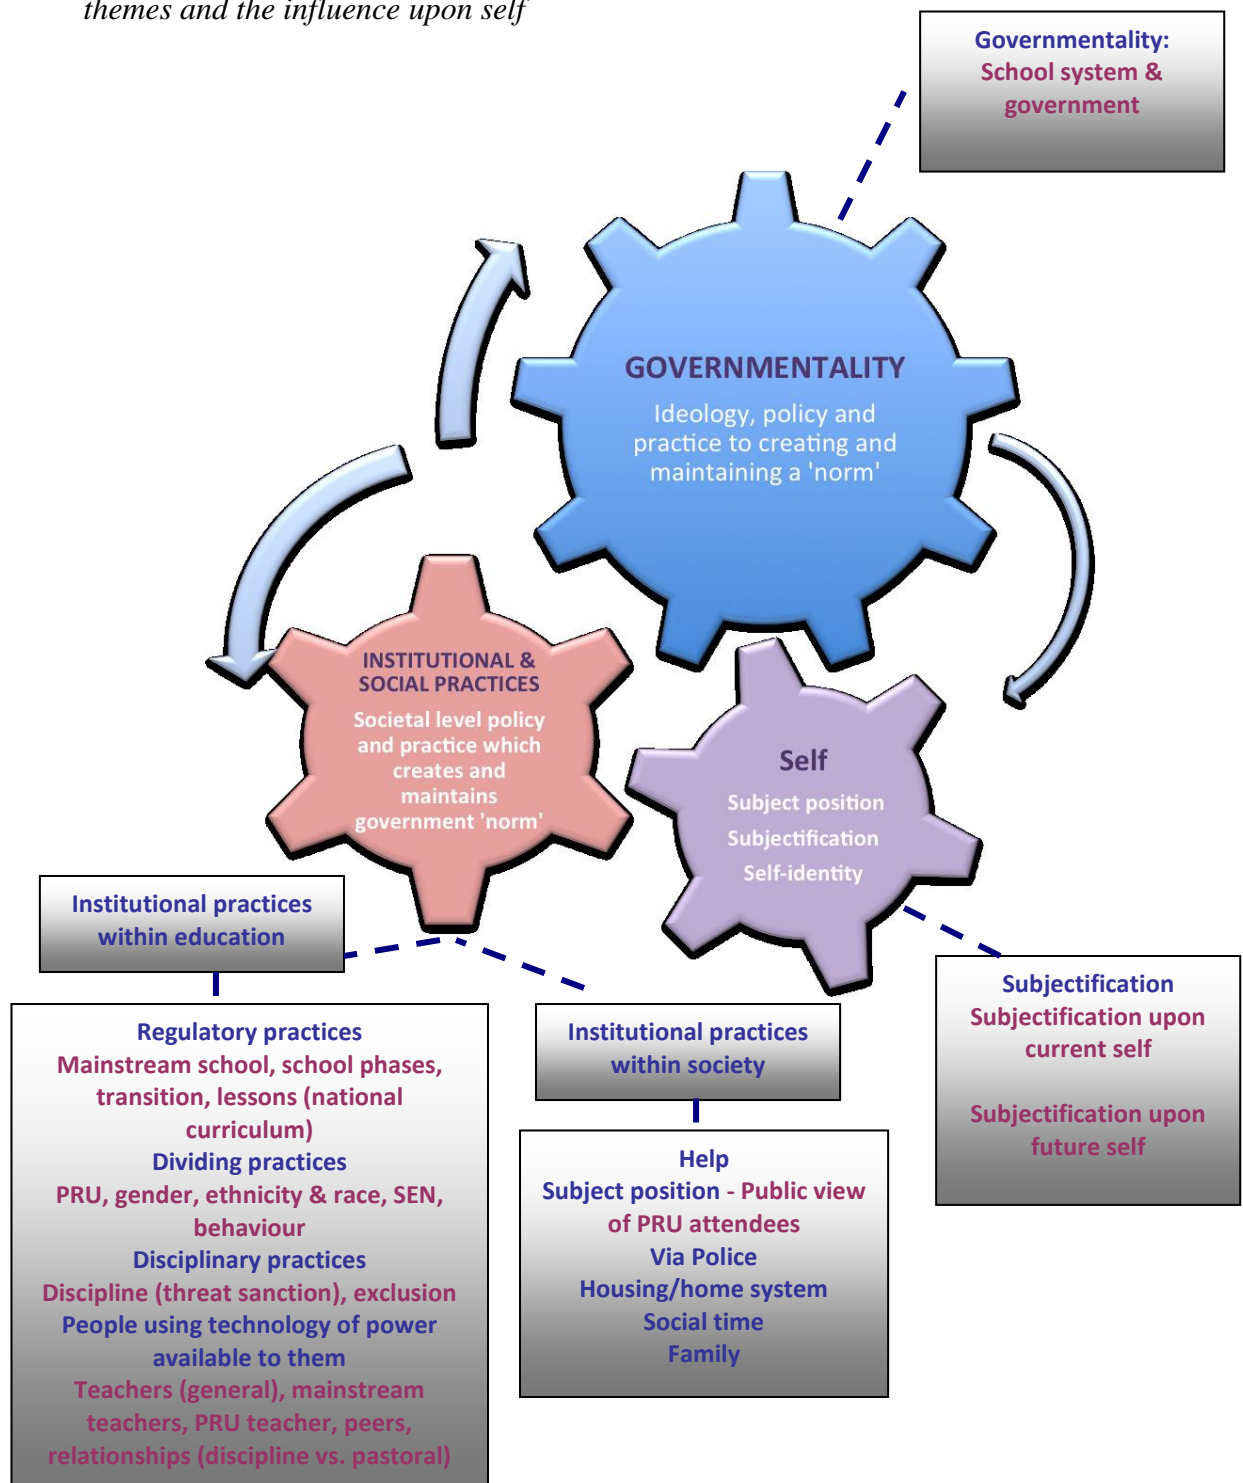 themes and the influence upon self
Governmentality:
School system &
government
GOVERNMENTALITY
Ideology, policy and
practice to creating and
maintaining a 'norm'
INSTITUTIONAL &
SOCIAL PRACTICES
Societal level policy
and practice which
creates and
maintains
government 'norm'
Self
Subject position
Subjectification
Self-identity
Institutional practices
within education
Regulatory practices
Mainstream school, school phases,
transition, lessons (national
curriculum)
Dividing practices
PRU, gender, ethnicity & race, SEN,
behaviour
Disciplinary practices
Discipline (threat sanction), exclusion
People using technology of power
available to them
Teachers (general), mainstream
teachers, PRU teacher, peers,
relationships (discipline vs. pastoral)
Institutional practices
within society
Help
Subject position - Public view
of PRU attendees
Via Police
Housing/home system
Social time
Family
Subjectification
Subjectification upon
current self
Subjectification upon
future self